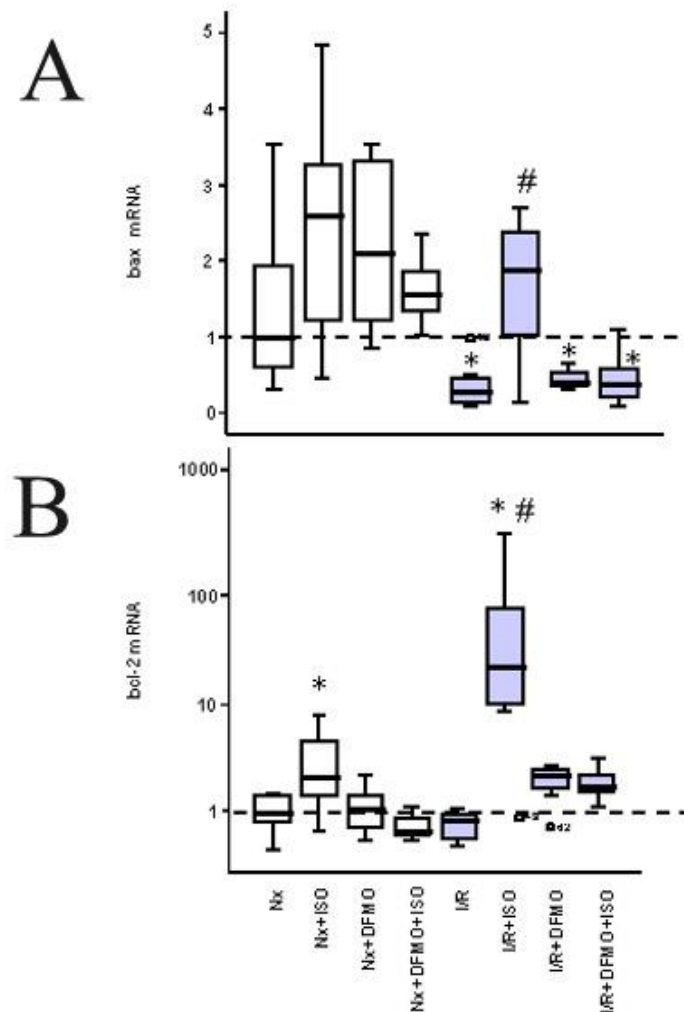 A
5
4
3
2
1
0
bax mRNA
#
*
*
*
B
1000
100
10
1
bcl-2 mRNA
*
* #
d2
Nx
Nx+ISO
Nx+DFMO
Nx+DFMO+ISO
I/R
I/R+ISO
I/R+DFMO
I/R+DFMO+ISO